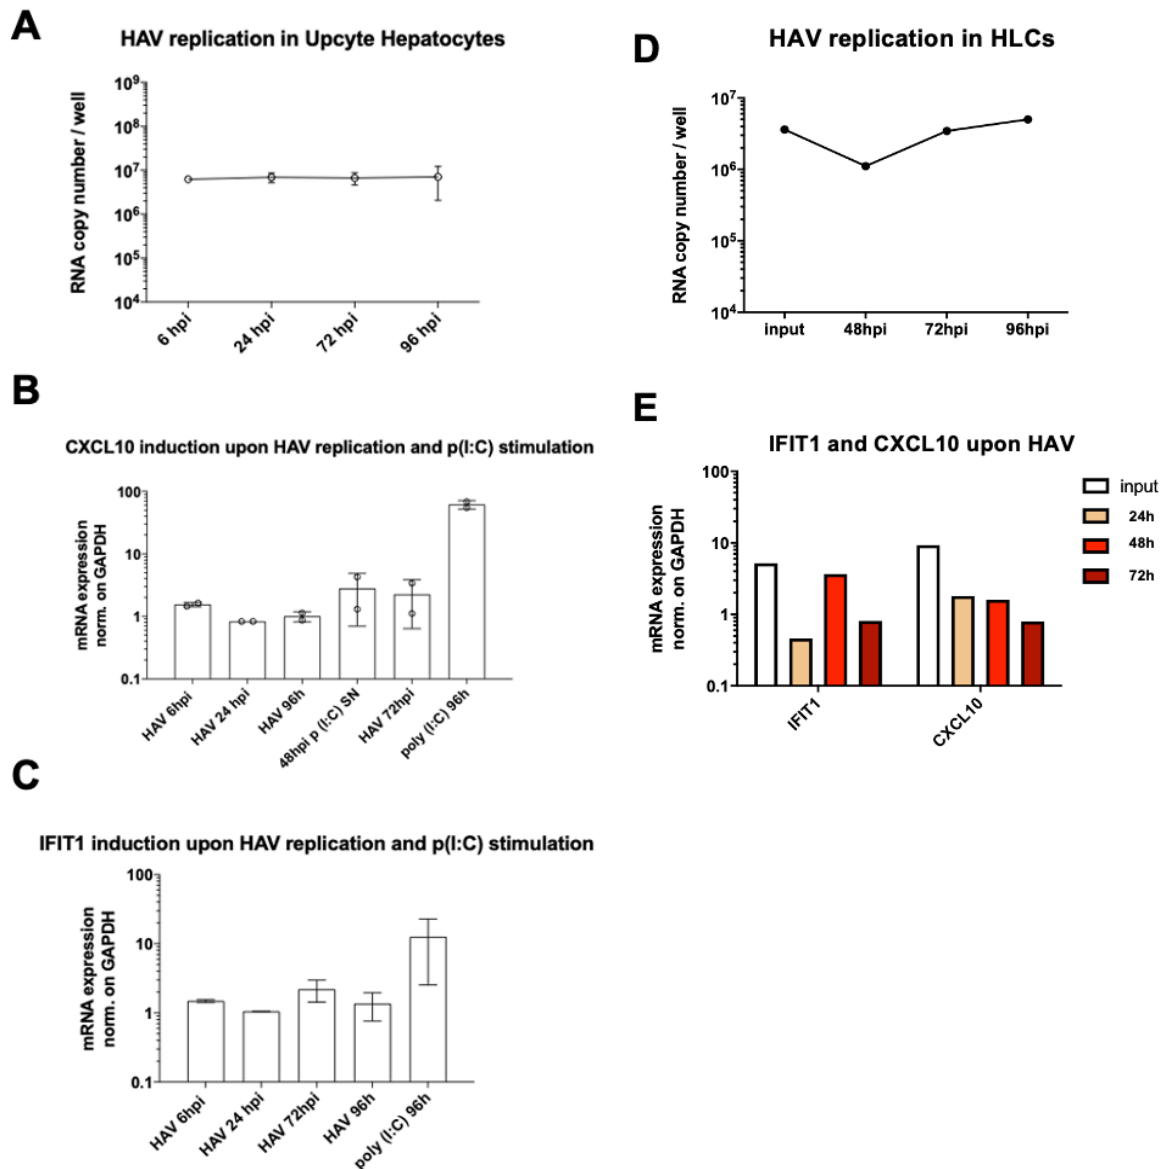 A
HAV replication in Upcyte Hepatocytes
RNA copy number / well
10⁹
10⁸
10⁷
10⁶
10⁵
10⁴
6 hpi
24 hpi
72 hpi
96 hpi
B
CXCL10 induction upon HAV replication and p(I:C) stimulation
mRNA expression
norm. on GAPDH
100
10
1
0.1
HAV 6hpi
HAV 24 hpi
HAV 96h
48hpi p (I:C) SN
HAV 72hpi
poly (I:C) 96h
C
IFIT1 induction upon HAV replication and p(I:C) stimulation
mRNA expression
norm. on GAPDH
100
10
1
0.1
HAV 6hpi
HAV 24 hpi
HAV 72hpi
HAV 96h
poly (I:C) 96h
D
HAV replication in HLCs
RNA copy number / well
10⁷
10⁶
10⁵
10⁴
input
48hpi
72hpi
96hpi
E
IFIT1 and CXCL10 upon HAV
mRNA expression
norm. on GAPDH
100
10
1
0.1
IFIT1
CXCL10
input
24h
48h
72h